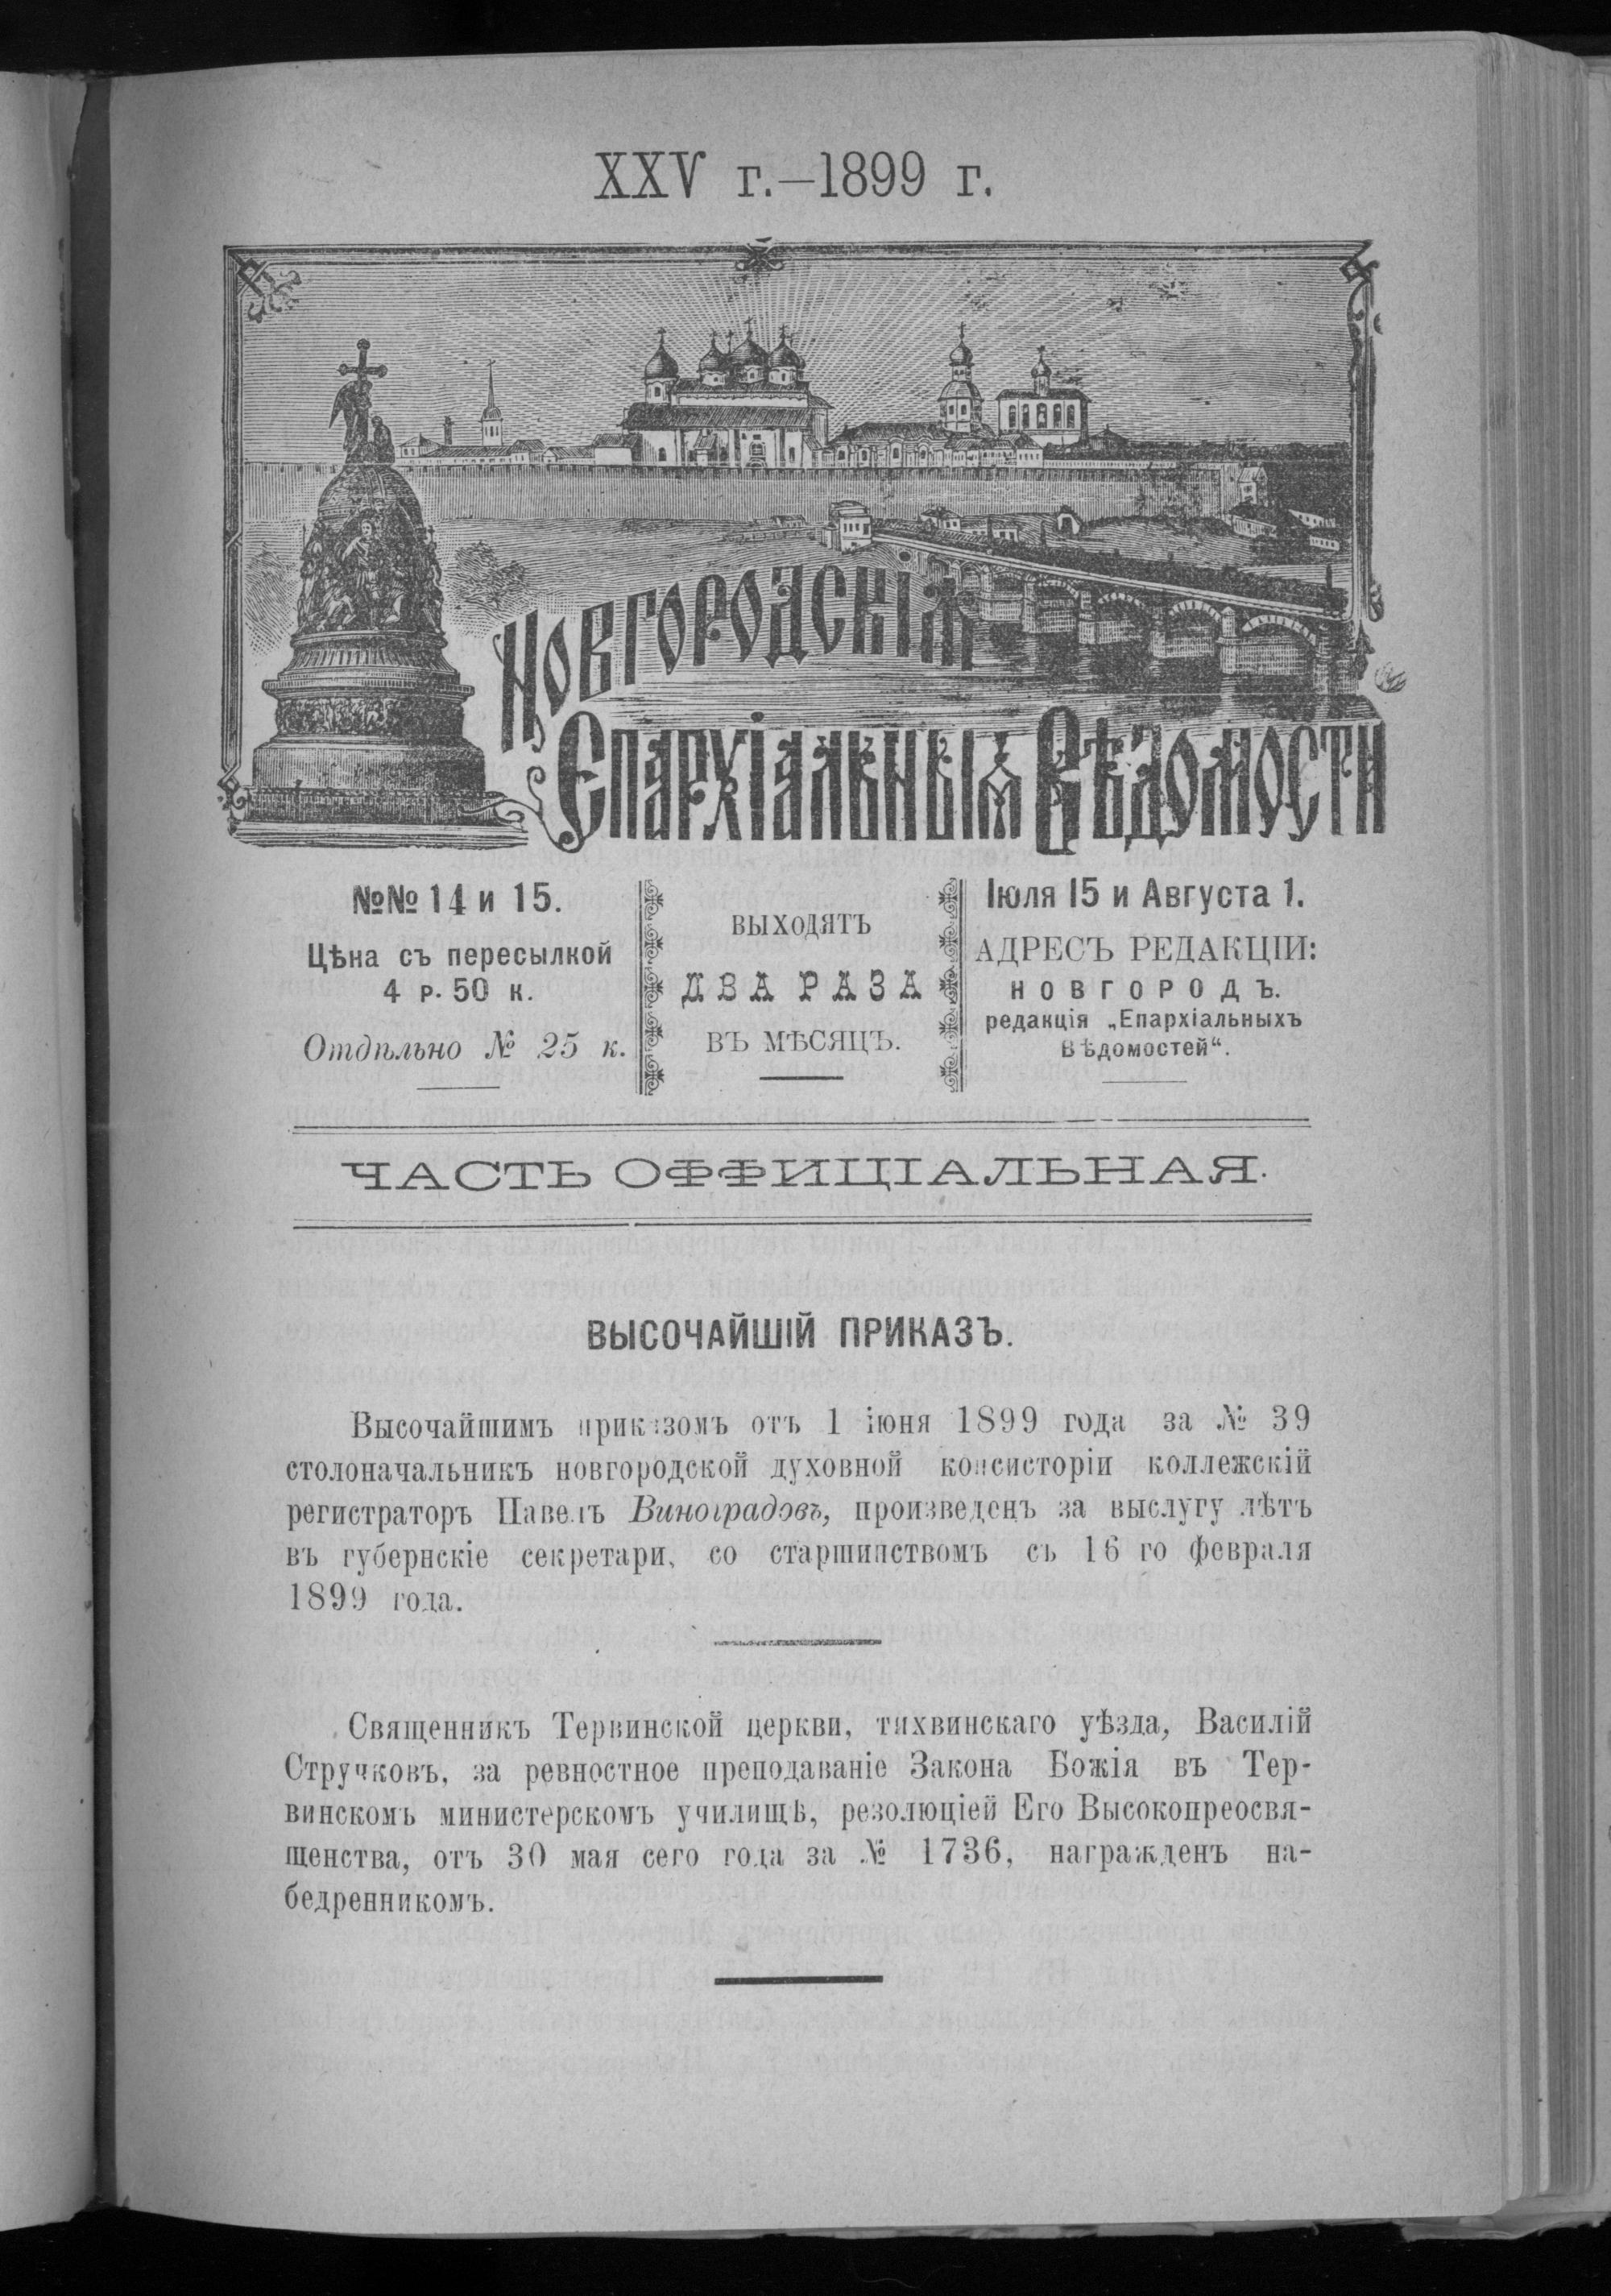 XXV г.—1899 г.
Новгородскія
Епархіальныя Вѣдомости
№№ 14 и 15.
Цѣна съ пересылкой
4 р. 50 к.
Отдѣльно № 25 к.
ВЫХОДЯТЪ
ДВА РАЗА
ВЪ МѢСЯЦЪ.
Іюля 15 и Августа 1.
АДРЕСЪ РЕДАКЦІИ:
НОВГОРОДЪ.
редакція „Епархіальныхъ
Вѣдомостей“.
ЧАСТЬ ОФФИЦІАЛЬНАЯ.
ВЫСОЧАЙШІЙ ПРИКАЗЪ.
Высочайшимъ приказомъ отъ 1 іюня 1899 года за № 39
столоначальникъ новгородской духовной консисторіи коллежскій
регистраторъ Павелъ Виноградовъ, произведенъ за выслугу лѣтъ
въ губернскіе секретари, со старшинствомъ съ 16 го февраля
1899 года.
Священникъ Тервинской церкви, тихвинскаго уѣзда, Василій
Стручковъ, за ревностное преподаваніе Закона Божія въ Тер-
винскомъ министерскомъ училищѣ, резолюціей Его Высокопреосвя-
щенства, отъ 30 мая сего года за № 1736, награжденъ на-
бедренникомъ.